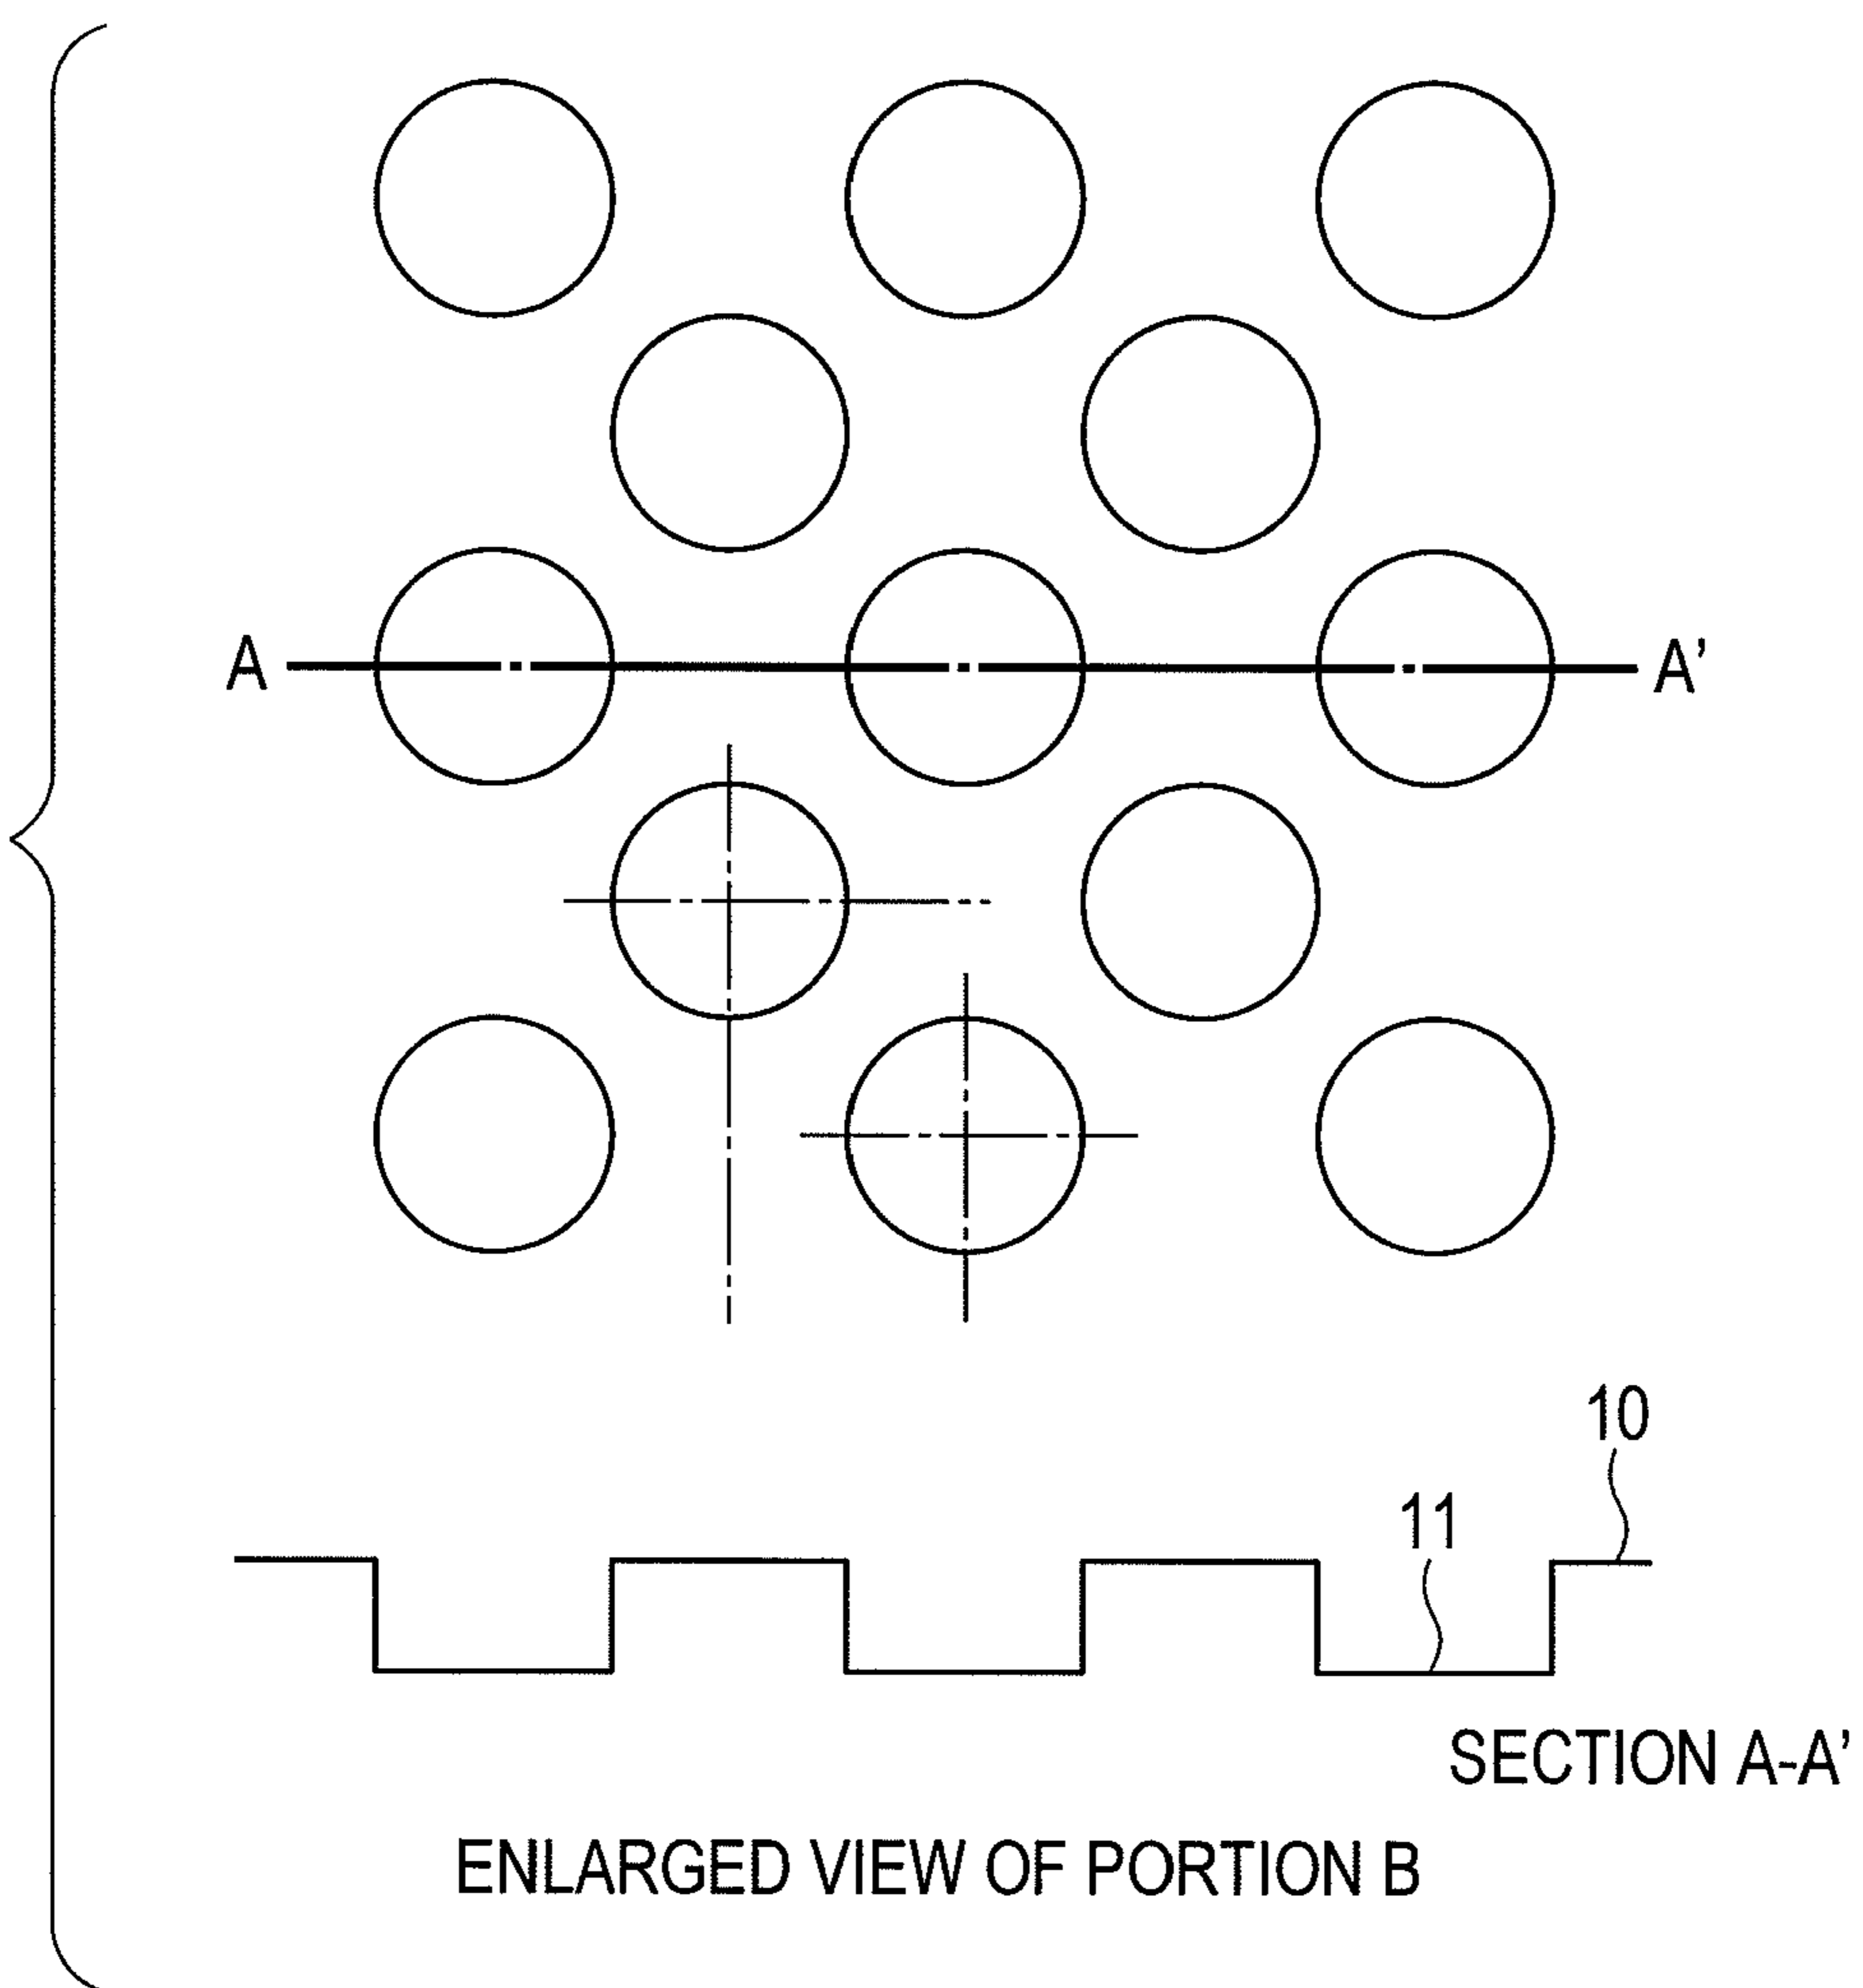 A A'
10
11
SECTION A-A'
ENLARGED VIEW OF PORTION B